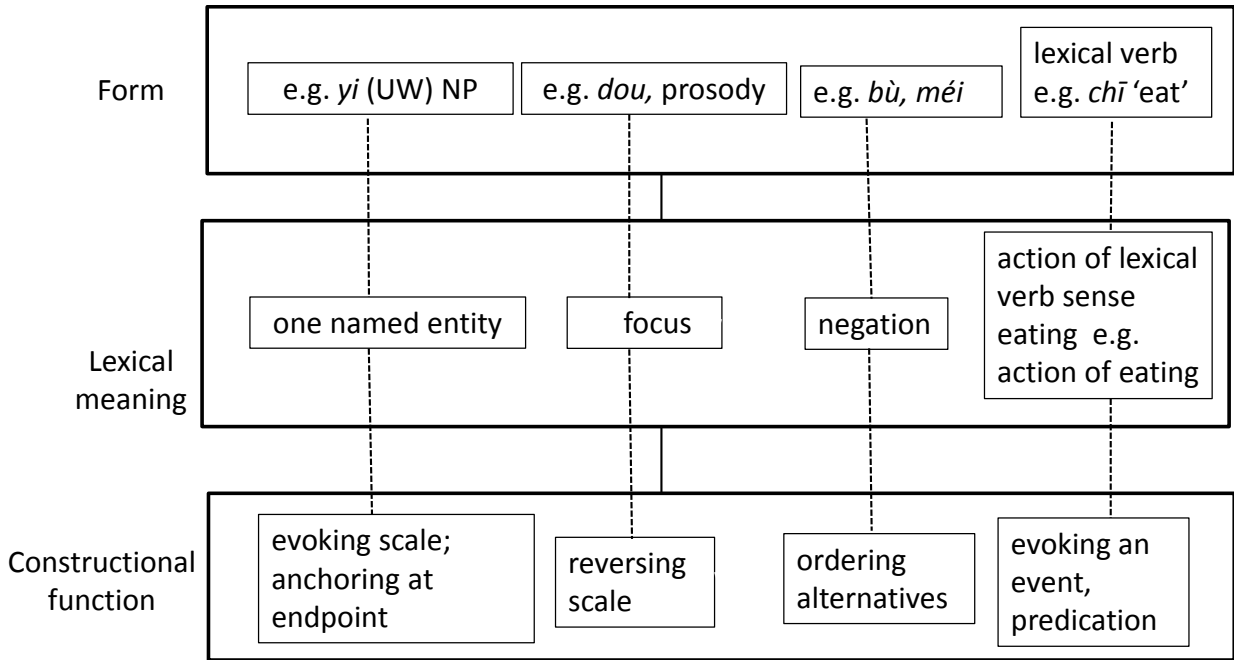 Form
e.g. yi (UW) NP
e.g. dou, prosody
e.g. bù, méi
lexical verb
e.g. chī ‘eat’
Lexical
meaning
one named entity
focus
negation
action of lexical
verb sense
eating e.g.
action of eating
Constructional
function
evoking scale;
anchoring at
endpoint
reversing
scale
ordering
alternatives
evoking an
event,
predication